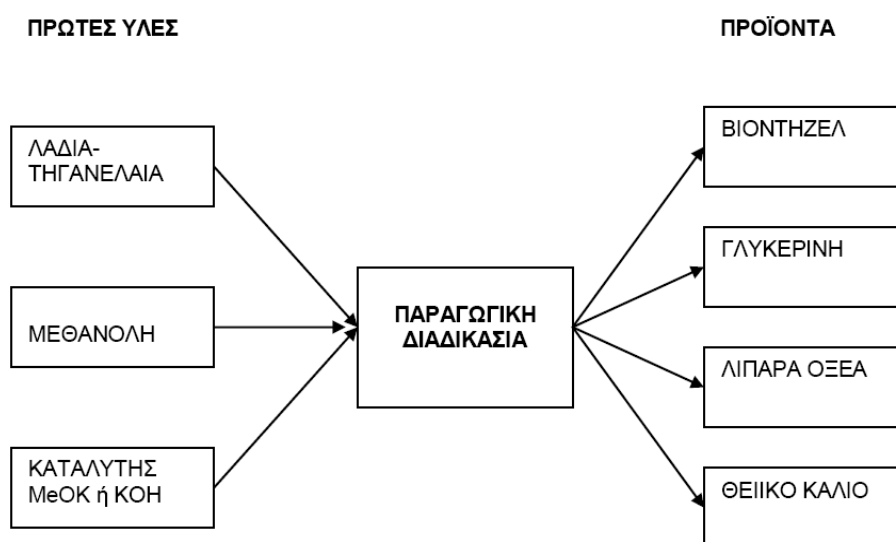 ΠΡΩΤΕΣ ΥΛΕΣ
ΠΡΟΪΟΝΤΑ
ΛΑΔΙΑ-
ΤΗΓΑΝΕΛΑΙΑ
ΜΕΘΑΝΟΛΗ
ΚΑΤΑΛΥΤΗΣ
MeOK ή KOH
ΠΑΡΑΓΩΓΙΚΗ
ΔΙΑΔΙΚΑΣΙΑ
ΒΙΟΝΤΗΖΕΛ
ΓΛΥΚΕΡΙΝΗ
ΛΙΠΑΡΑ ΟΞΕΑ
ΘΕΙΙΚΟ ΚΑΛΙΟ